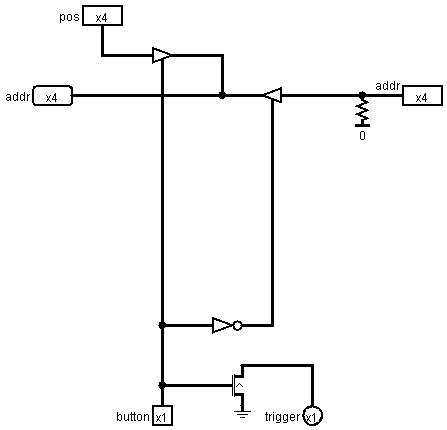 pos x4
addr x4
addr x4
0
button x1
trigger x1